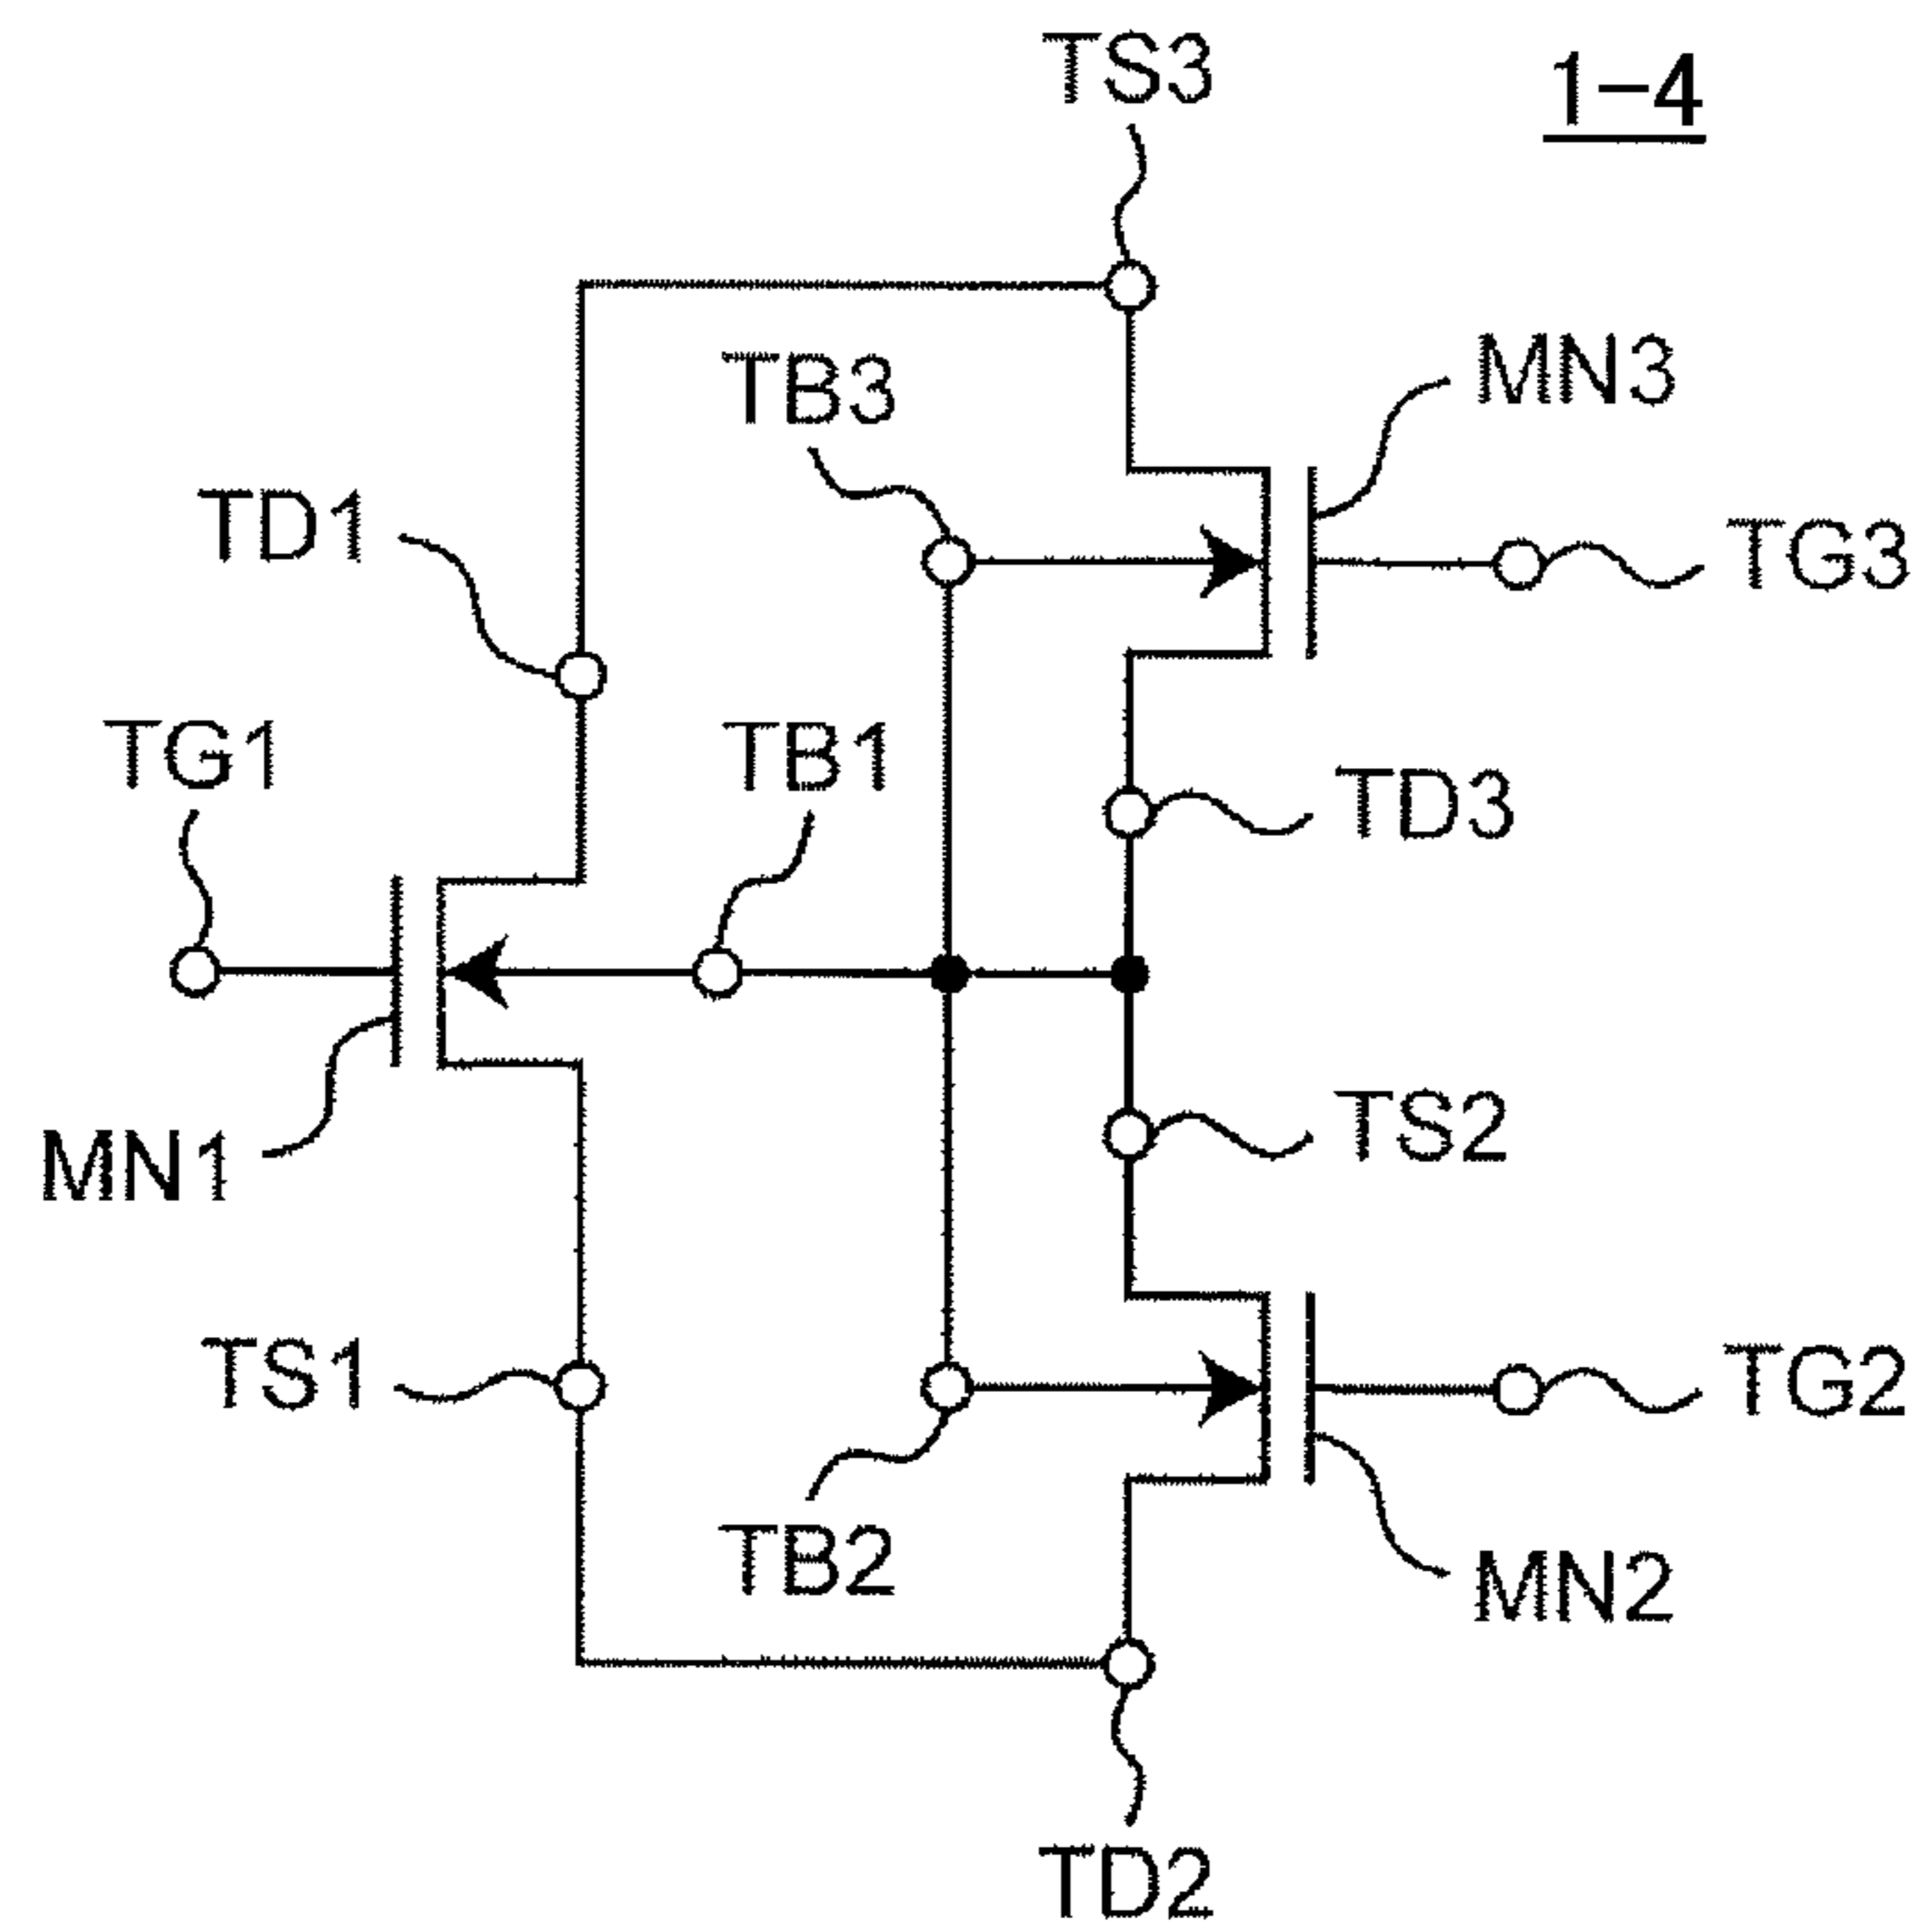 TS3
1-4
MN3
TB3
TD1
TG3
TG1
TB1
TD3
TS2
MN1
TS1
TG2
TB2
MN2
TD2